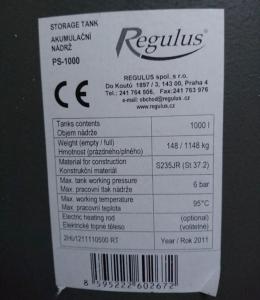 STORAGE TANK
AKUMULAČNÍ
NÁDRŽ
PS-1000
Regulus®
REGULUS spol. s r.o.
Do Koutů 1897 / 3, 143 00, Praha 4
Tel.: 241 764 506, Fax: 241 763 976
e-mail: obchod@regulus.cz
www.regulus.cz
CE
Tanks contents
Objem nádrže
1000 l
Weight (empty / full)
Hmotnost (prázdného/plného)
148 / 1148 kg
Material for construction
Konstrukční materiál
S235JR (St 37.2)
Max. tank working pressure
Max. pracovní tlak nádrž
6 bar
Max. working temperature
Max. pracovní teplota
95°C
Electric heating rod
Elektrické topné těleso
(optional)
(volitelné)
2HI/1211110500 RT
Year / Rok 2011
8 595222 602672